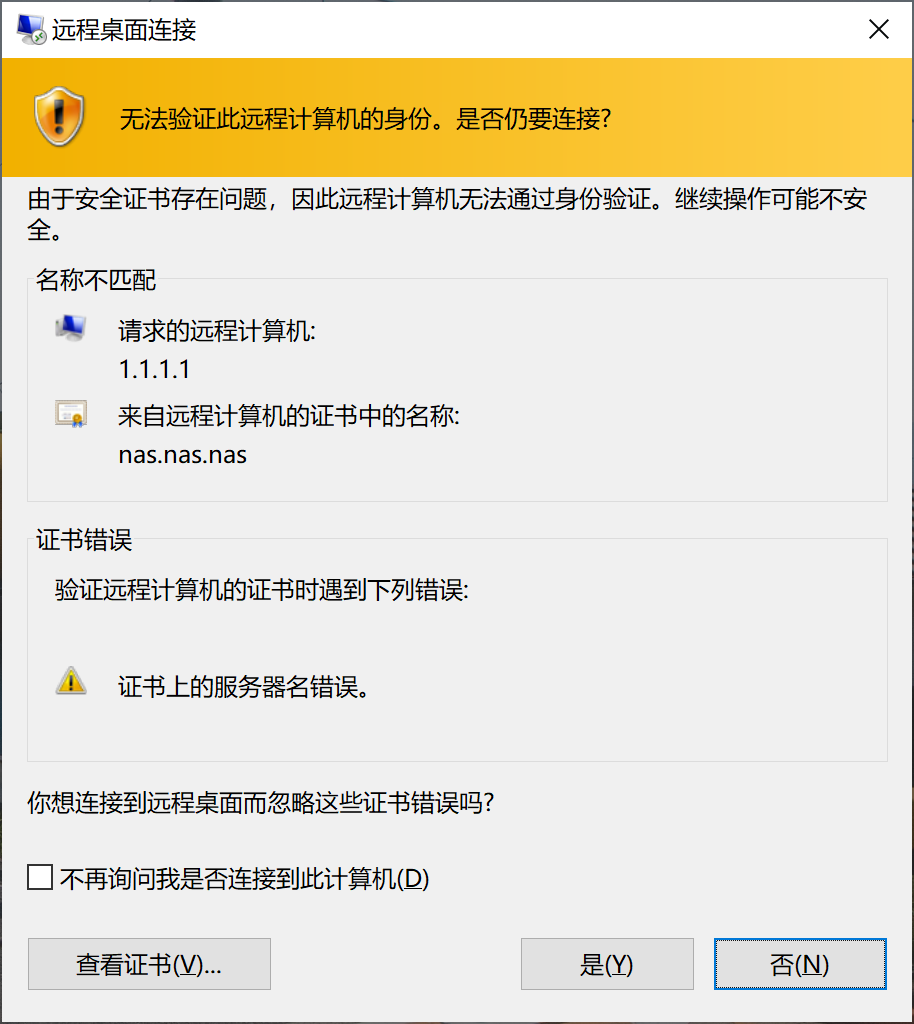 远程桌面连接
无法验证此远程计算机的身份。是否仍要连接?
由于安全证书存在问题，因此远程计算机无法通过身份验证。继续操作可能不安
全。
名称不匹配
请求的远程计算机:
1.1.1.1
来自远程计算机的证书中的名称:
nas.nas.nas
证书错误
验证远程计算机的证书时遇到下列错误:
证书上的服务器名错误。
你想连接到远程桌面而忽略这些证书错误吗?
不再询问我是否连接到此计算机(D)
查看证书(V)...
是(Y)
否(N)